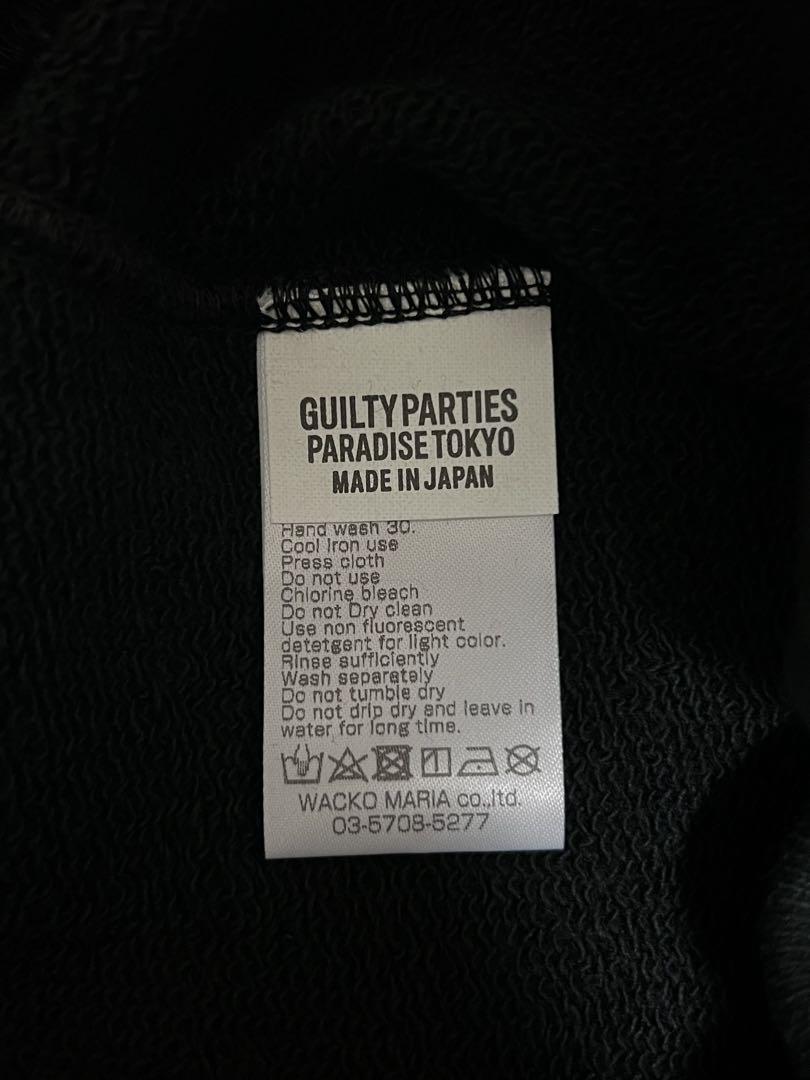 GUILTY PARTIES
PARADISE TOKYO
MADE IN JAPAN
Hand wash 30.
Cool Iron use
Press cloth
Do not use
Chlorine bleach
Do not Dry clean
Use non fluorescent
detetgent for light color.
Rinse sufficiently
Wash separately
Do not tumble dry
Do not drip dry and leave in
water for long time.
WACKO MARIA co.,ltd.
03-5708-5277